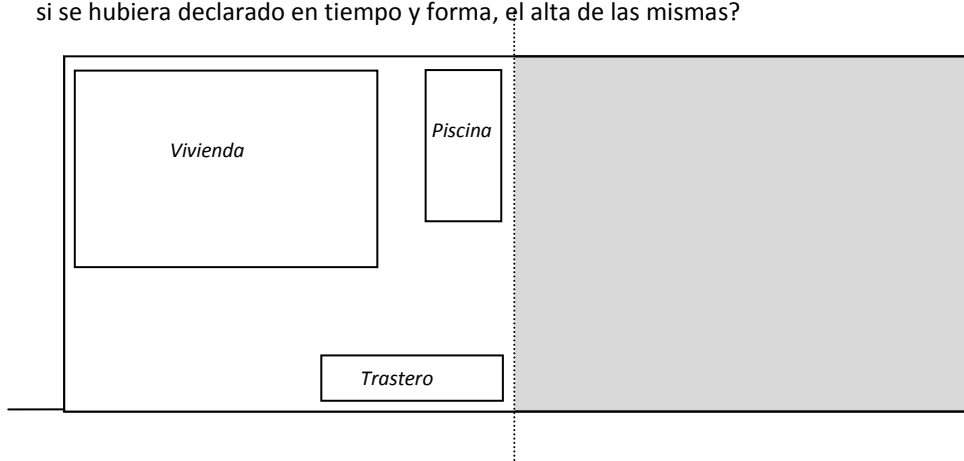 si se hubiera declarado en tiempo y forma, el alta de las mismas?
Piscina
Vivienda
Trastero